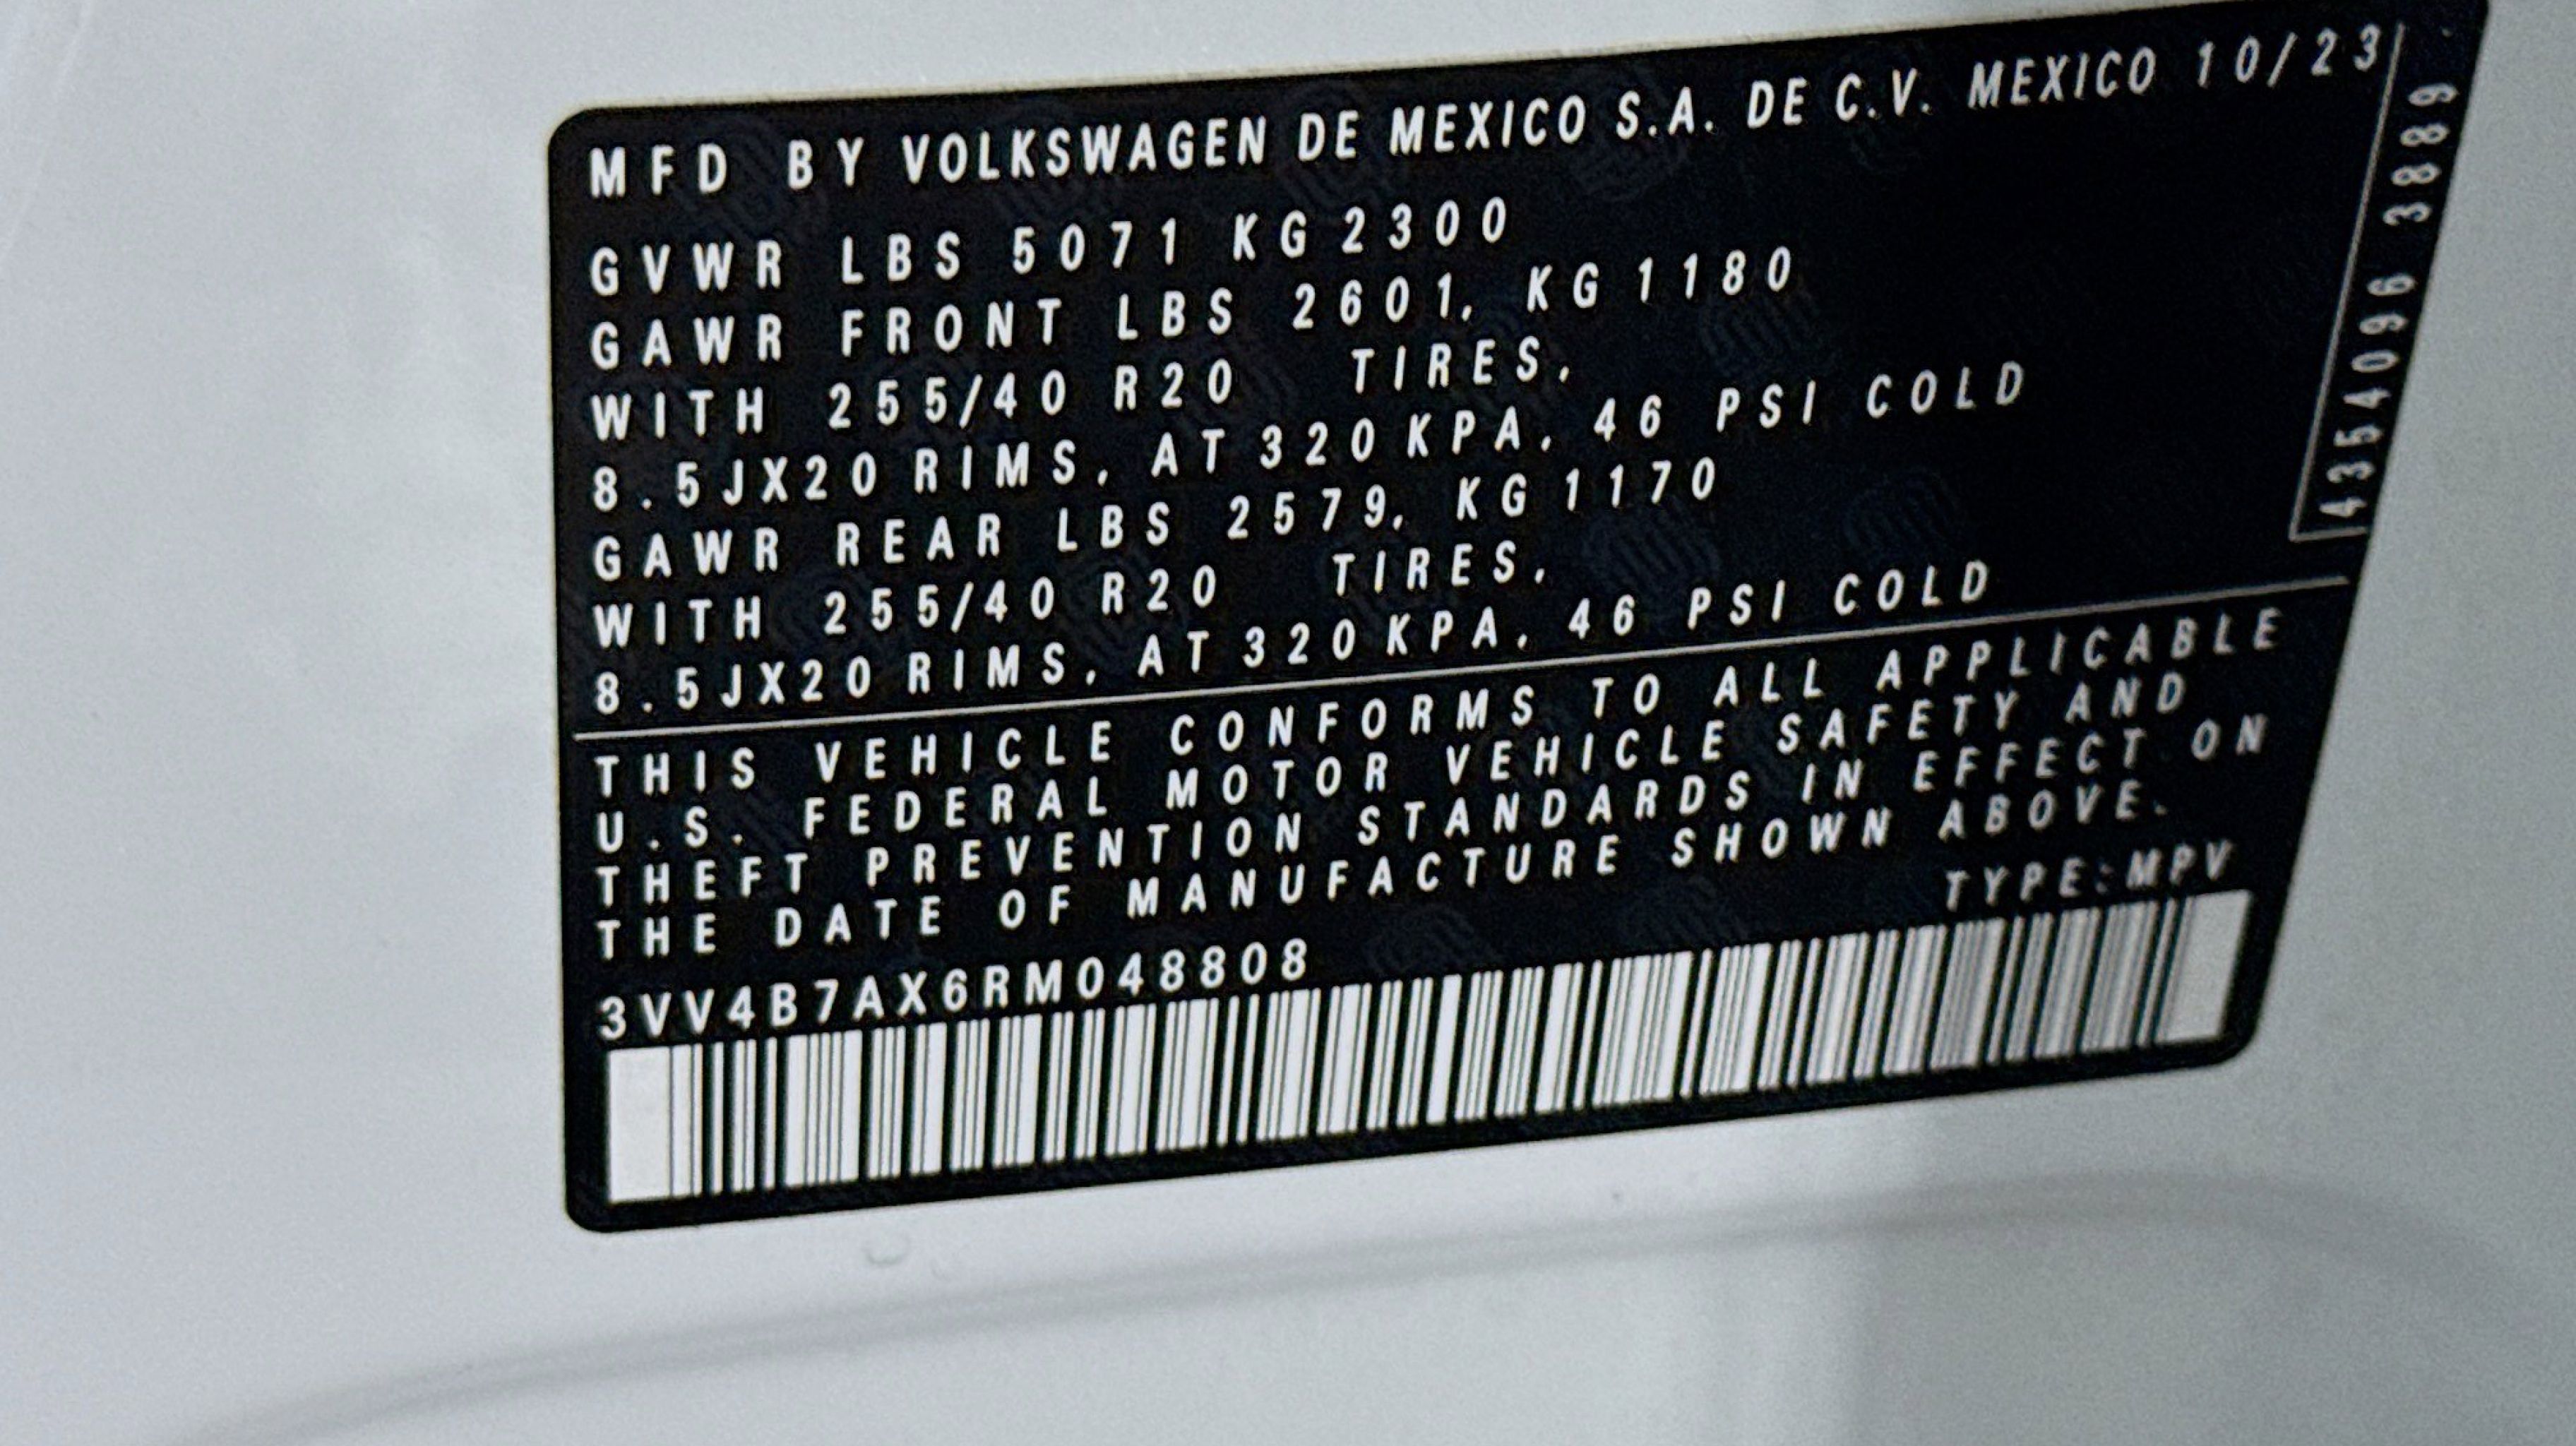 MFD BY VOLKSWAGEN DE MEXICO S.A. DE C.V. MEXICO 10/23
GVWR LBS 5071 KG 2300
GAWR FRONT LBS 2601, KG 1180
WITH 255/40 R20 TIRES,
8.5JX20 RIMS, AT 320 KPA, 46 PSI COLD
GAWR REAR LBS 2579, KG 1170
WITH 255/40 R20 TIRES,
8.5JX20 RIMS, AT 320 KPA, 46 PSI COLD
4354096 3889
THIS VEHICLE CONFORMS TO ALL APPLICABLE
U.S. FEDERAL MOTOR VEHICLE SAFETY AND
THEFT PREVENTION STANDARDS IN EFFECT ON
THE DATE OF MANUFACTURE SHOWN ABOVE.
TYPE:MPV
3VV4B7AX6RM048808